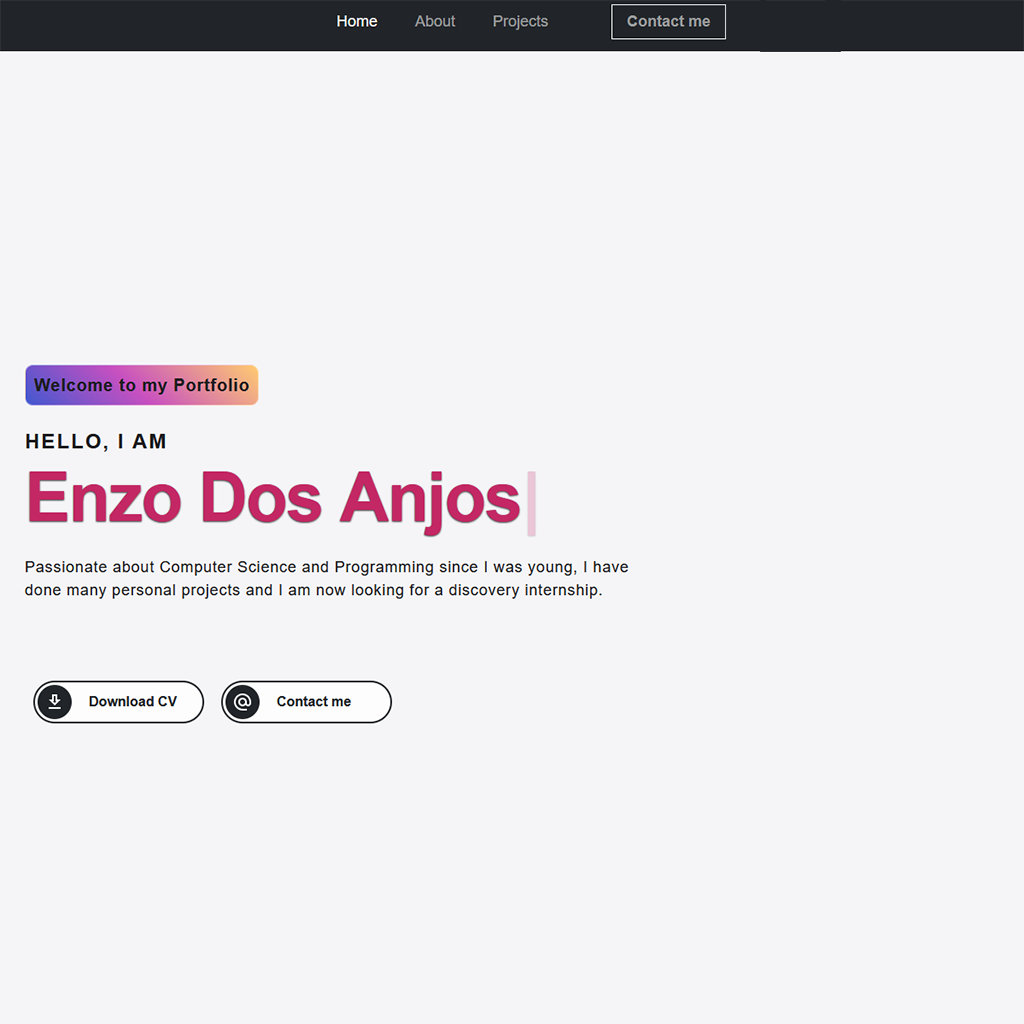 Home About Projects Contact me
Welcome to my Portfolio
HELLO, I AM
Enzo Dos Anjos
Passionate about Computer Science and Programming since I was young, I have
done many personal projects and I am now looking for a discovery internship.
Download CV Contact me